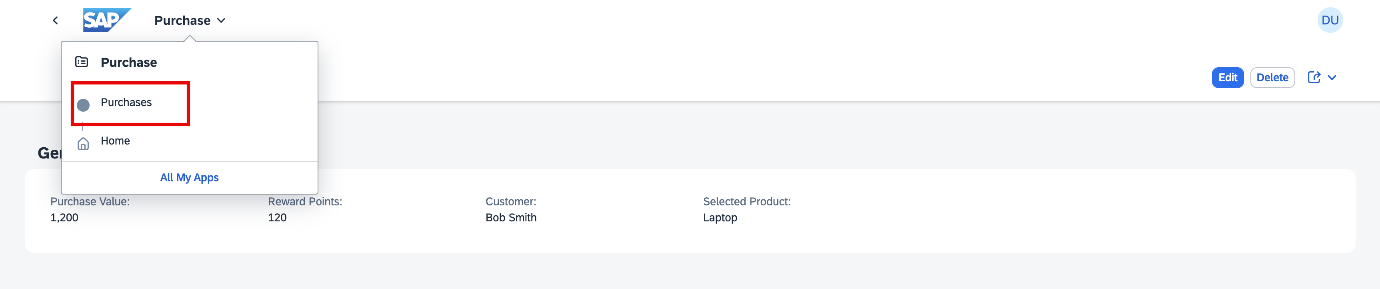 SAP
Purchase
DU
Purchase
Edit
Delete
Purchases
Home
All My Apps
Purchase Value:
1,200
Reward Points:
120
Customer:
Bob Smith
Selected Product:
Laptop